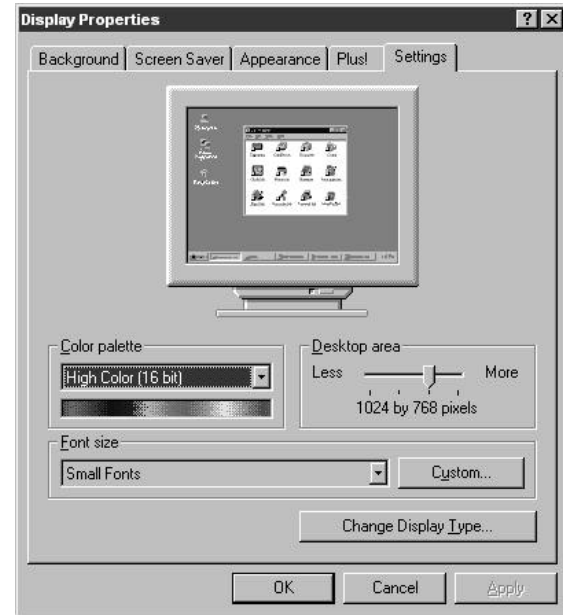 Display Properties ? X
Background Screen Saver Appearance Plus! Settings
Color palette
High Color (16 bit)
Desktop area
Less More
1024 by 768 pixels
Font size
Small Fonts Custom...
Change Display Type...
OK Cancel Apply